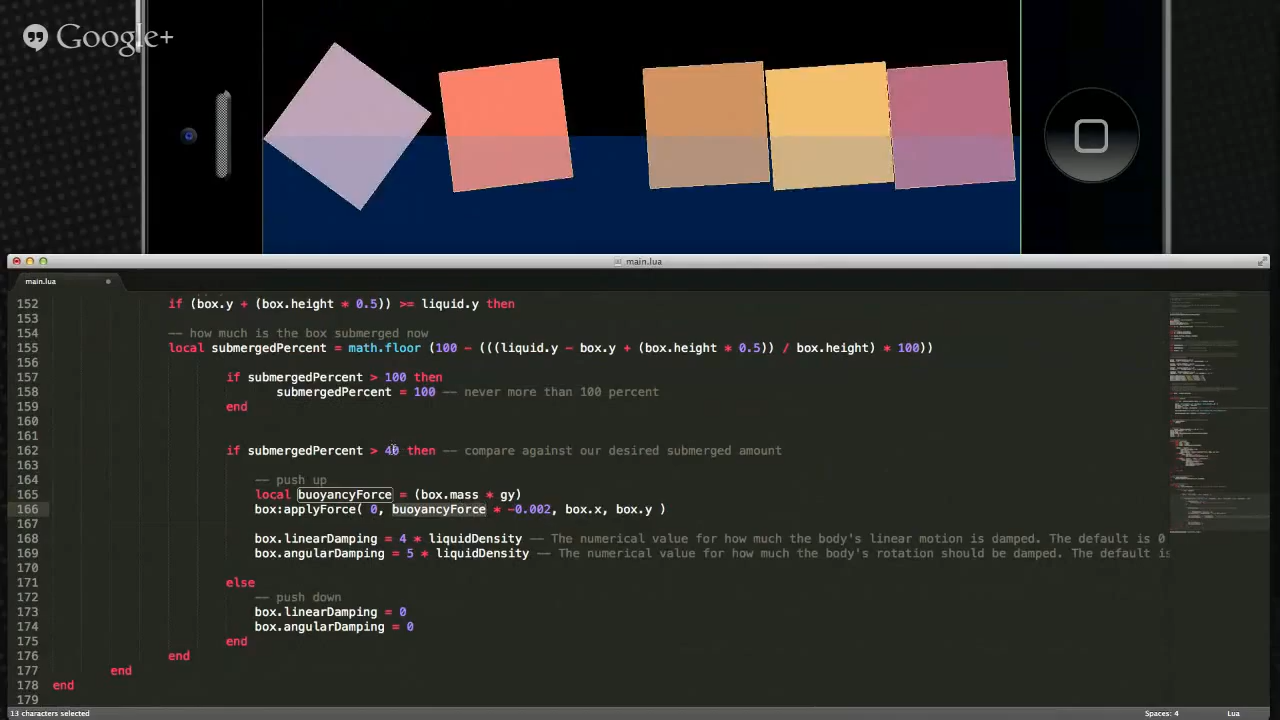 Google+
main.lua
main.lua
152 if (box.y + (box.height * 0.5)) >= liquid.y then
153
154 -- how much is the box submerged now
155 local submergedPercent = math.floor (100 - (((liquid.y - box.y + (box.height * 0.5)) / box.height) * 100))
156
157 if submergedPercent > 100 then
158 submergedPercent = 100 -- never more than 100 percent
159 end
160
161
162 if submergedPercent > 40 then -- compare against our desired submerged amount
163
164 -- push up
165 local buoyancyForce = (box.mass * gy)
166 box:applyForce( 0, buoyancyForce * -0.002, box.x, box.y )
167
168 box.linearDamping = 4 * liquidDensity -- The numerical value for how much the body's linear motion is damped. The default is 0
169 box.angularDamping = 5 * liquidDensity -- The numerical value for how much the body's rotation should be damped. The default is
170
171 else
172 -- push down
173 box.linearDamping = 0
174 box.angularDamping = 0
175 end
176 end
177 end
178 end
179
13 characters selected
Spaces: 4
Lua